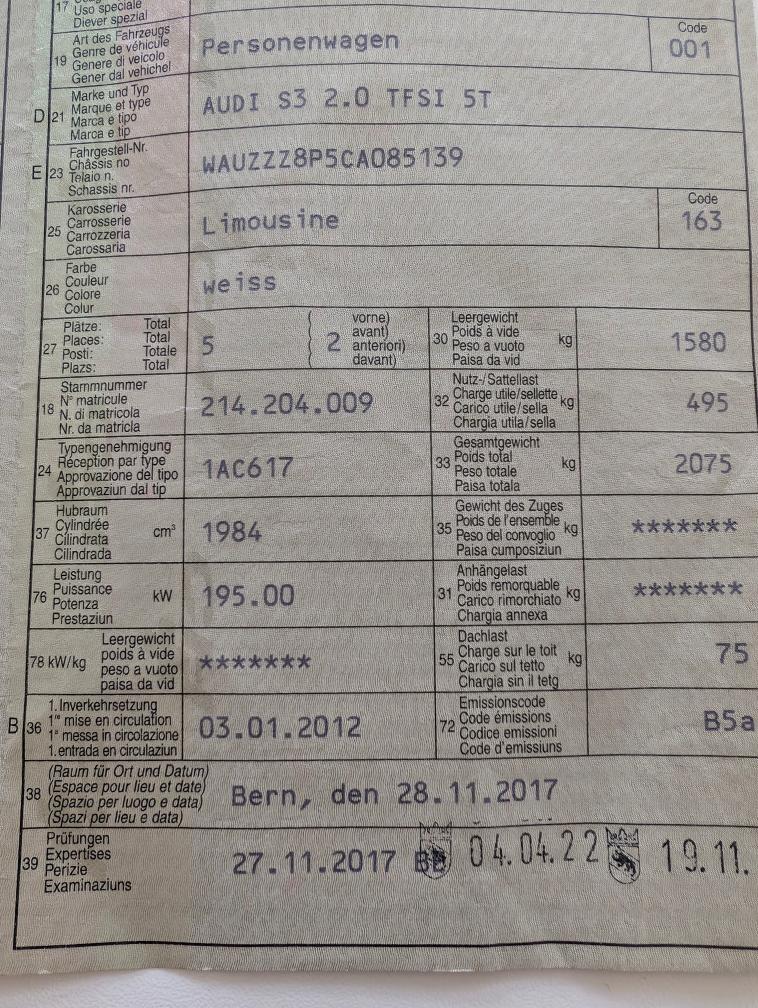 17
Uso speciale
Diever spezial
19 Art des Fahrzeugs
Genre de véhicule
Genere di veicolo
Gener dal vehichel
Personenwagen
Code
001
D 21 Marke und Typ
Marque et type
Marca e tipo
Marca e tip
AUDI S3 2.0 TFSI 5T
E 23 Fahrgestell-Nr.
Châssis no
Telaio n.
Schassis nr.
WAUZZZ8P5CA085139
25 Karosserie
Carrosserie
Carrozzeria
Carossaria
Limousine
Code
163
26 Farbe
Couleur
Colore
Colur
weiss
27 Plätze: Total
Places: Total
Posti: Totale
Plazs: Total
5
( 2 vorne)
avant)
anteriori)
davant)
30 Leergewicht
Poids à vide
Peso a vuoto
Paisa da vid
kg
1580
18 Stammnummer
N° matricule
N. di matricola
Nr. da matricla
214.204.009
32 Nutz-/Sattellast
Charge utile/sellette
Carico utile/sella
Chargia utila/sella
kg
495
24 Typengenehmigung
Réception par type
Approvazione del tipo
Approvaziun dal tip
1AC617
33 Gesamtgewicht
Poids total
Peso totale
Paisa totala
kg
2075
37 Hubraum
Cylindrée
Cilindrata
Cilindrada
cm³
1984
35 Gewicht des Zuges
Poids de l'ensemble
Peso del convoglio
Paisa cumposiziun
kg
*******
76 Leistung
Puissance
Potenza
Prestaziun
kW
195.00
31 Anhängelast
Poids remorquable
Carico rimorchiato
Chargia annexa
kg
*******
78 kW/kg
Leergewicht
poids à vide
peso a vuoto
paisa da vid
*******
55 Dachlast
Charge sur le toit
Carico sul tetto
Chargia sin il tetg
kg
75
B 36 1. Inverkehrsetzung
1re mise en circulation
1a messa in circolazione
1. entrada en circulaziun
03.01.2012
72 Emissionscode
Code émissions
Codice emissioni
Code d'emissiuns
B5a
38 (Raum für Ort und Datum)
(Espace pour lieu et date)
(Spazio per luogo e data)
(Spazi per lieu e data)
Bern, den 28.11.2017
39 Prüfungen
Expertises
Perizie
Examinaziuns
27.11.2017 BE 04.04.22 19.11.